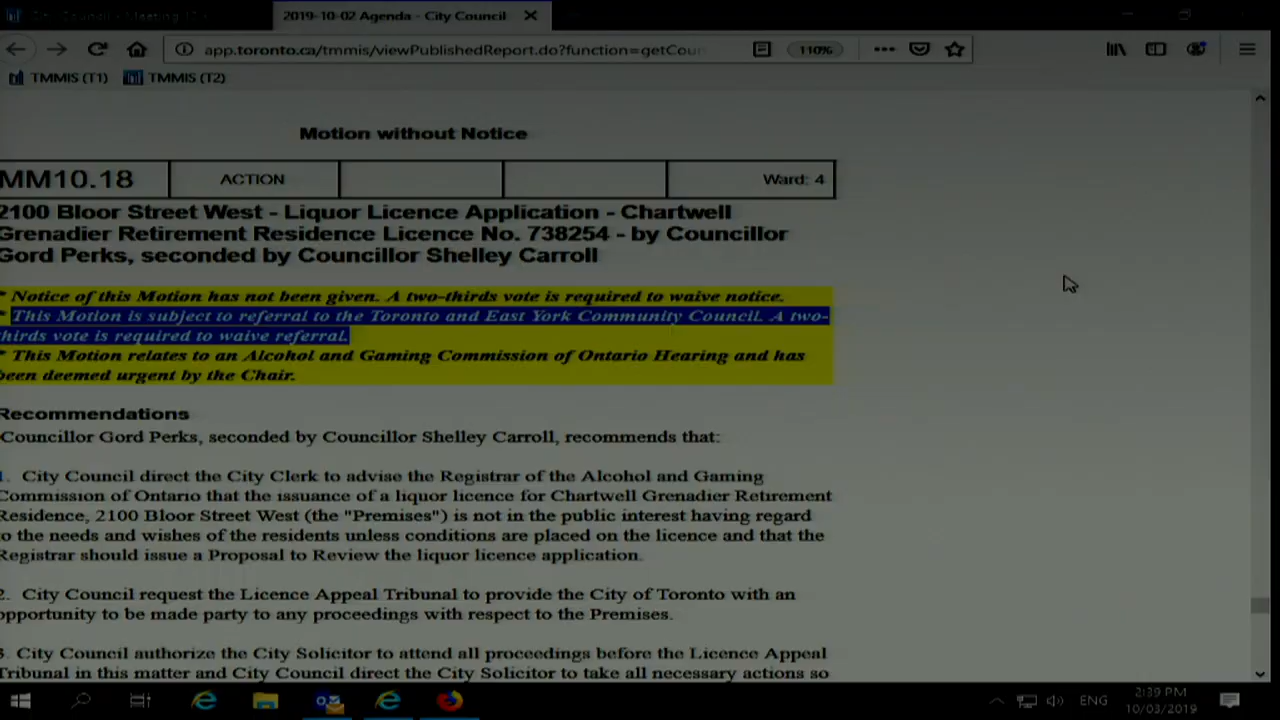 City Council - Meeting 10
2019-10-02 Agenda - City Council
app.toronto.ca/tmmis/viewPublishedReport.do?function=getCou
110%
TMMIS (T1) TMMIS (T2)
Motion without Notice
MM10.18 ACTION Ward: 4
2100 Bloor Street West - Liquor Licence Application - Chartwell
Grenadier Retirement Residence Licence No. 738254 - by Councillor
Gord Perks, seconded by Councillor Shelley Carroll
* Notice of this Motion has not been given. A two-thirds vote is required to waive notice.
* This Motion is subject to referral to the Toronto and East York Community Council. A two-
thirds vote is required to waive referral.
* This Motion relates to an Alcohol and Gaming Commission of Ontario Hearing and has
been deemed urgent by the Chair.
Recommendations
Councillor Gord Perks, seconded by Councillor Shelley Carroll, recommends that:
1. City Council direct the City Clerk to advise the Registrar of the Alcohol and Gaming
Commission of Ontario that the issuance of a liquor licence for Chartwell Grenadier Retirement
Residence, 2100 Bloor Street West (the "Premises") is not in the public interest having regard
to the needs and wishes of the residents unless conditions are placed on the licence and that the
Registrar should issue a Proposal to Review the liquor licence application.
2. City Council request the Licence Appeal Tribunal to provide the City of Toronto with an
opportunity to be made party to any proceedings with respect to the Premises.
3. City Council authorize the City Solicitor to attend all proceedings before the Licence Appeal
Tribunal in this matter and City Council direct the City Solicitor to take all necessary actions so
ENG
2:39 PM
10/03/2019